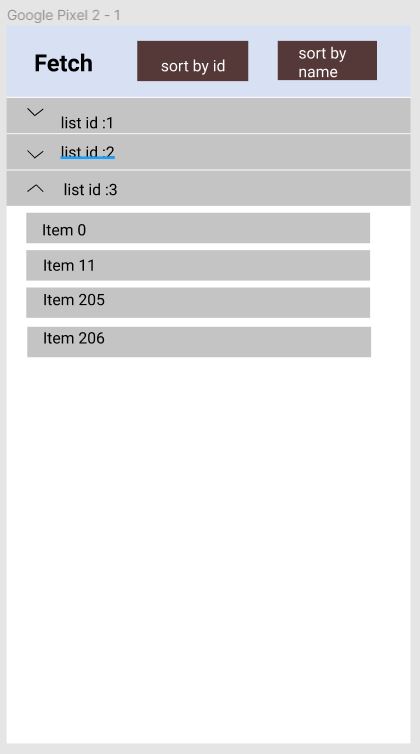 Google Pixel 2 - 1
Fetch
sort by id
sort by
name
list id :1
list id :2
list id :3
Item 0
Item 11
Item 205
Item 206